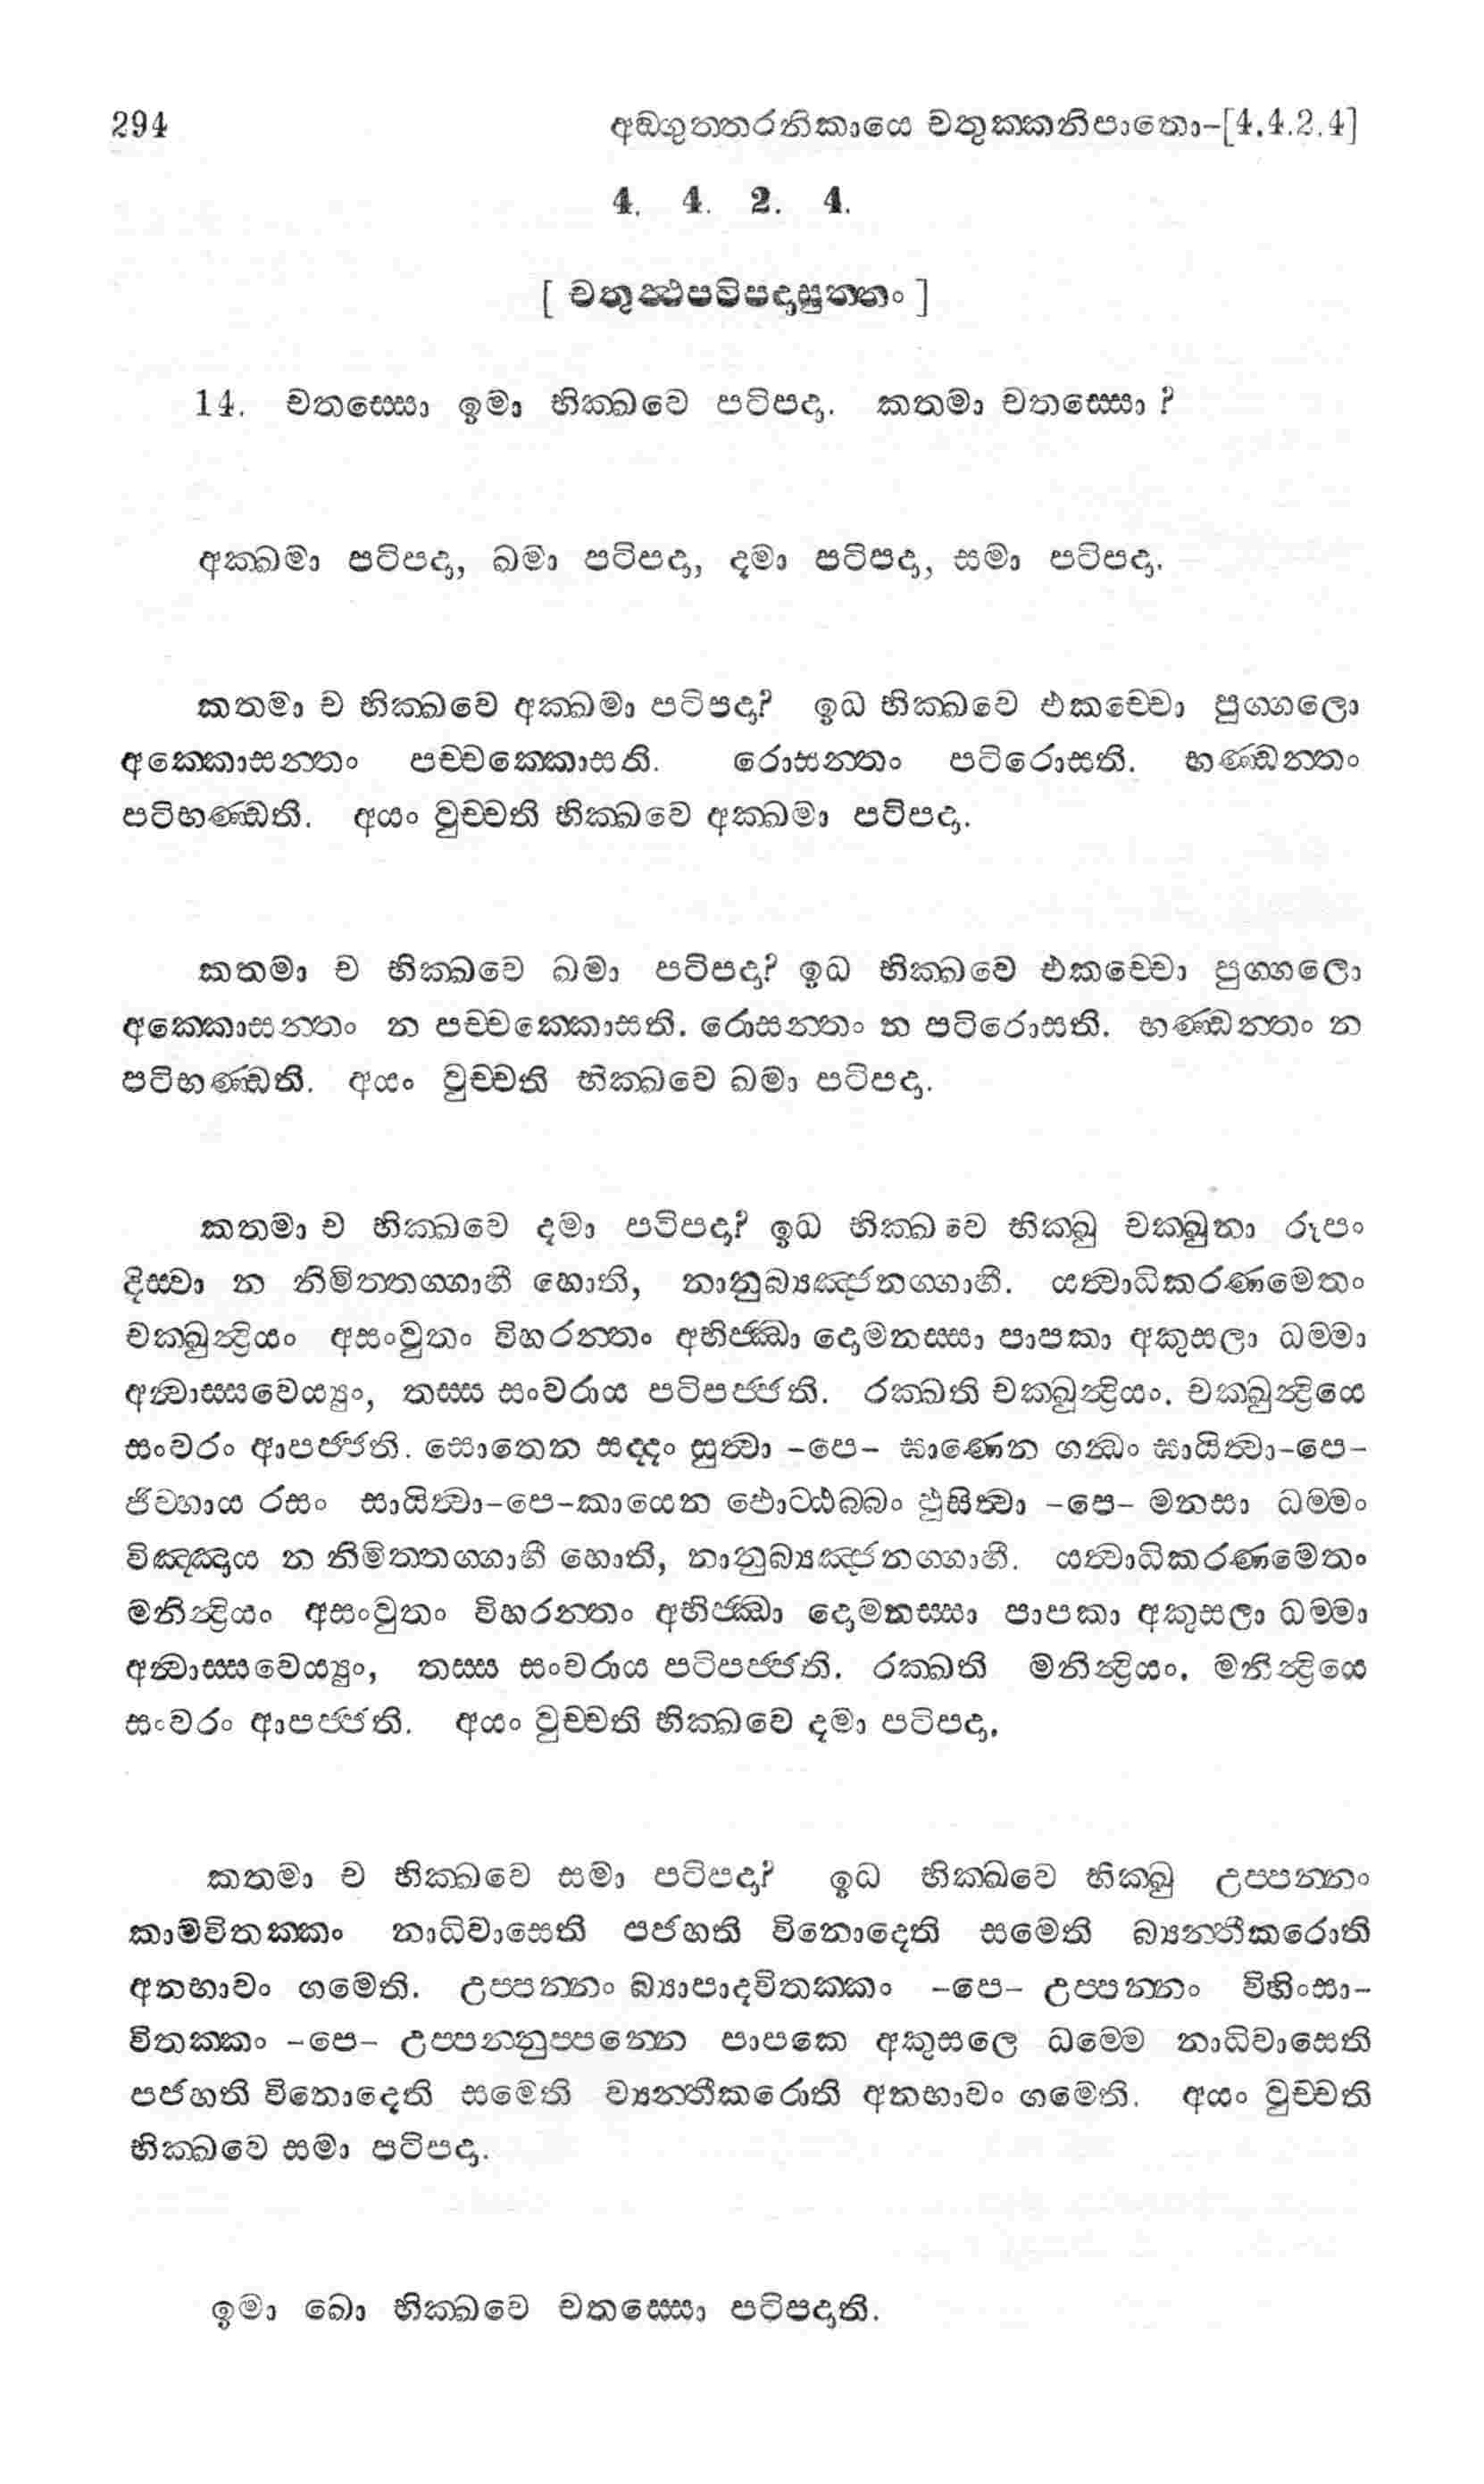 294 අඞ්ගුත්තරනිකායෙ චතුක්කනිපාතො-[4.4.2.4]
4. 4. 2. 4.
[ චතුත්ථපටිපදාසුත්තං ]
14. චතස්සො ඉමා භික්ඛවෙ පටිපදා. කතමා චතස්සො ?
අක්ඛමා පටිපදා, ඛමා පටිපදා, දමා පටිපදා, සමා පටිපදා.
කතමා ච භික්ඛවෙ අක්ඛමා පටිපදා? ඉධ භික්ඛවෙ එකච්චො පුග්ගලො
අක්කොසන්තං පච්චක්කොසති. රොසන්තං පටිරොසති. භණ්ඩන්තං
පටිභණ්ඩති. අයං වුච්චති භික්ඛවෙ අක්ඛමා පටිපදා.
කතමා ච භික්ඛවෙ ඛමා පටිපදා? ඉධ භික්ඛවෙ එකච්චො පුග්ගලො
අක්කොසන්තං න පච්චක්කොසති. රොසන්තං න පටිරොසති. භණ්ඩන්තං න
පටිභණ්ඩති. අයං වුච්චති භික්ඛවෙ ඛමා පටිපදා.
කතමා ච භික්ඛවෙ දමා පටිපදා? ඉධ භික්ඛවෙ භික්ඛු චක්ඛුනා රූපං
දිස්වා න නිමිත්තග්ගාහී හොති, නානුබ්‍යඤ්ජනග්ගාහී. යත්වාධිකරණමෙතං
චක්ඛුන්ද්‍රියං අසංවුතං විහරන්තං අභිජ්ඣා දොමනස්සා පාපකා අකුසලා ධම්මා
අන්වාස්සවෙය්‍යුං, තස්ස සංවරාය පටිපජ්ජති. රක්ඛති චක්ඛුන්ද්‍රියං. චක්ඛුන්ද්‍රියෙ
සංවරං ආපජ්ජති. සොතෙන සද්දං සුත්වා -පෙ- ඝාණෙන ගන්ධං ඝායිත්වා-පෙ-
ජිව්හාය රසං සායිත්වා-පෙ-කායෙන ඵොට්ඨබ්බං ඵුසිත්වා -පෙ- මනසා ධම්මං
විඤ්ඤාය න නිමිත්තග්ගාහී හොති, නානුබ්‍යඤ්ජනග්ගාහී. යත්වාධිකරණමෙතං
මනින්ද්‍රියං අසංවුතං විහරන්තං අභිජ්ඣා දොමනස්සා පාපකා අකුසලා ධම්මා
අන්වාස්සවෙය්‍යුං, තස්ස සංවරාය පටිපජ්ජති. රක්ඛති මනින්ද්‍රියං. මනින්ද්‍රියෙ
සංවරං ආපජ්ජති. අයං වුච්චති භික්ඛවෙ දමා පටිපදා.
කතමා ච භික්ඛවෙ සමා පටිපදා? ඉධ භික්ඛවෙ භික්ඛු උප්පන්නං
කාමවිතක්කං නාධිවාසෙති පජහති විනොදෙති සමෙති බ්‍යන්තීකරොති
අනභාවං ගමෙති. උප්පන්නං බ්‍යාපාදවිතක්කං -පෙ- උප්පන්නං විහිංසා-
විතක්කං -පෙ- උප්පන්නුප්පන්නෙ පාපකෙ අකුසලෙ ධම්මෙ නාධිවාසෙති
පජහති විනොදෙති සමෙති ව්‍යන්තීකරොති අනභාවං ගමෙති. අයං වුච්චති
භික්ඛවෙ සමා පටිපදා.
ඉමා ඛො භික්ඛවෙ චතස්සො පටිපදාති.